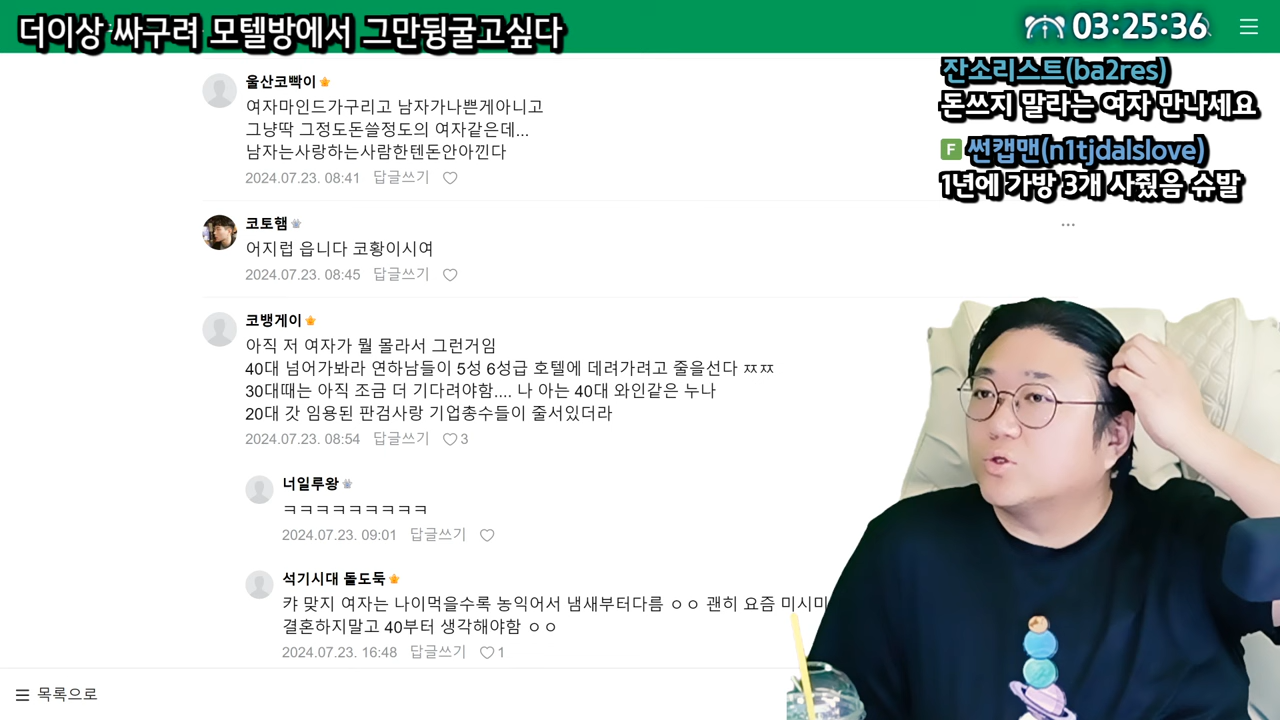 더이상 싸구려 모텔방에서 그만뒹굴고싶다
03:25:36
잔소리스트(ba2res)
돈쓰지 말라는 여자 만나세요
F 썬캡맨(n1tjdalslove)
1년에 가방 3개 사줬음 슈발
울산코빡이
여자마인드가구리고 남자가나쁜게아니고
그냥딱 그정도돈쓸정도의 여자같은데...
남자는사랑하는사람한텐돈안아낀다
2024.07.23. 08:41 답글쓰기
코토햄
어지럽 읍니다 코황이시여
2024.07.23. 08:45 답글쓰기
코뱅게이
아직 저 여자가 뭘 몰라서 그런거임
40대 넘어가봐라 연하남들이 5성 6성급 호텔에 데려가려고 줄을선다 ㅉㅉ
30대때는 아직 조금 더 기다려야함.... 나 아는 40대 와인같은 누나
20대 갓 임용된 판검사랑 기업총수들이 줄서있더라
2024.07.23. 08:54 답글쓰기 3
너일루왕
ㅋㅋㅋㅋㅋㅋㅋㅋㅋ
2024.07.23. 09:01 답글쓰기
석기시대 돌도둑
캬 맞지 여자는 나이먹을수록 농익어서 냄새부터다름 ㅇㅇ 괜히 요즘 미시미
결혼하지말고 40부터 생각해야함 ㅇㅇ
2024.07.23. 16:48 답글쓰기 1
목록으로